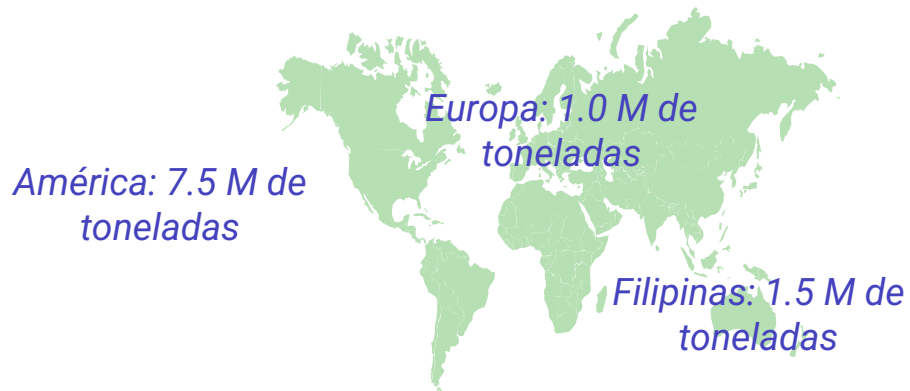 Europa: 1.0 M de
toneladas
América: 7.5 M de
toneladas
Filipinas: 1.5 M de
toneladas